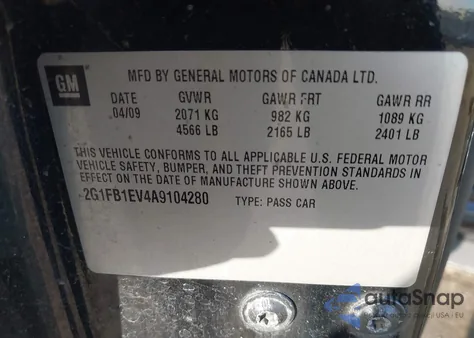 GM
MFD BY GENERAL MOTORS OF CANADA LTD.
DATE GVWR GAWR FRT GAWR RR
04/09 2071 KG 982 KG 1089 KG
4566 LB 2165 LB 2401 LB
THIS VEHICLE CONFORMS TO ALL APPLICABLE U.S. FEDERAL MOTOR
VEHICLE SAFETY, BUMPER, AND THEFT PREVENTION STANDARDS IN
EFFECT ON THE DATE OF MANUFACTURE SHOWN ABOVE.
2G1FB1EV4A9104280 TYPE: PASS CAR
autoSnap
USA / EU